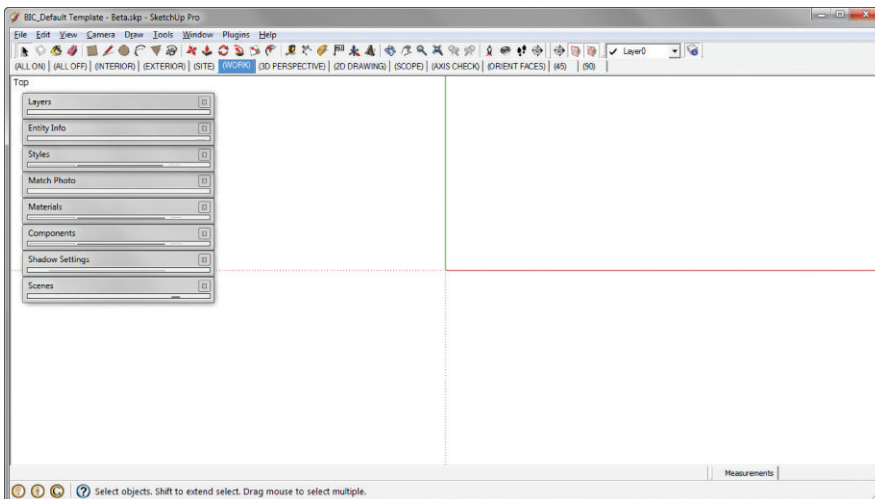 BIC_Default Template - Beta.skp - SketchUp Pro
File Edit View Camera Draw Tools Window Plugins Help
Layer0
(ALL ON) (ALL OFF) (INTERIOR) (EXTERIOR) (SITE) (WORK) (3D PERSPECTIVE) (2D DRAWING) (SCOPE) (AXIS CHECK) (ORIENT FACES) (45) (90)
Top
Layers
Entity Info
Styles
Match Photo
Materials
Components
Shadow Settings
Scenes
Measurements
Select objects. Shift to extend select. Drag mouse to select multiple.